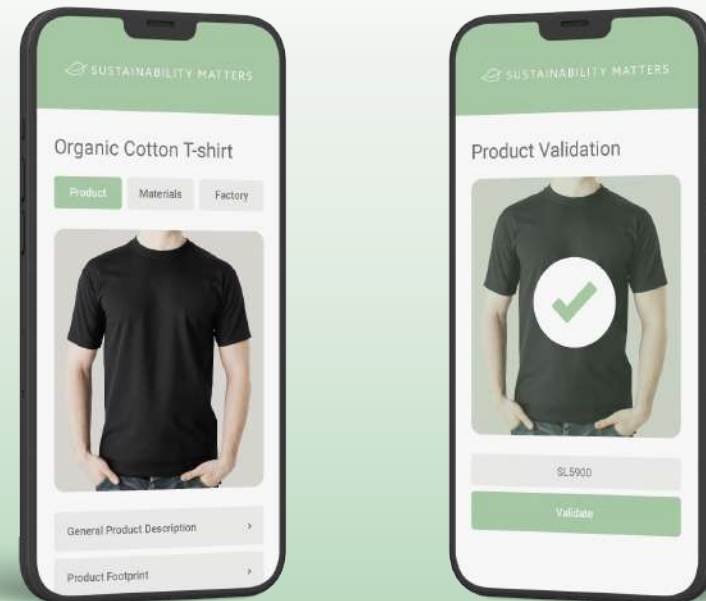 SUSTAINABILITY MATTERS
Organic Cotton T-shirt
Product
Materials
Factory
General Product Description
Product Footprint
SUSTAINABILITY MATTERS
Product Validation
SL5900
Validate